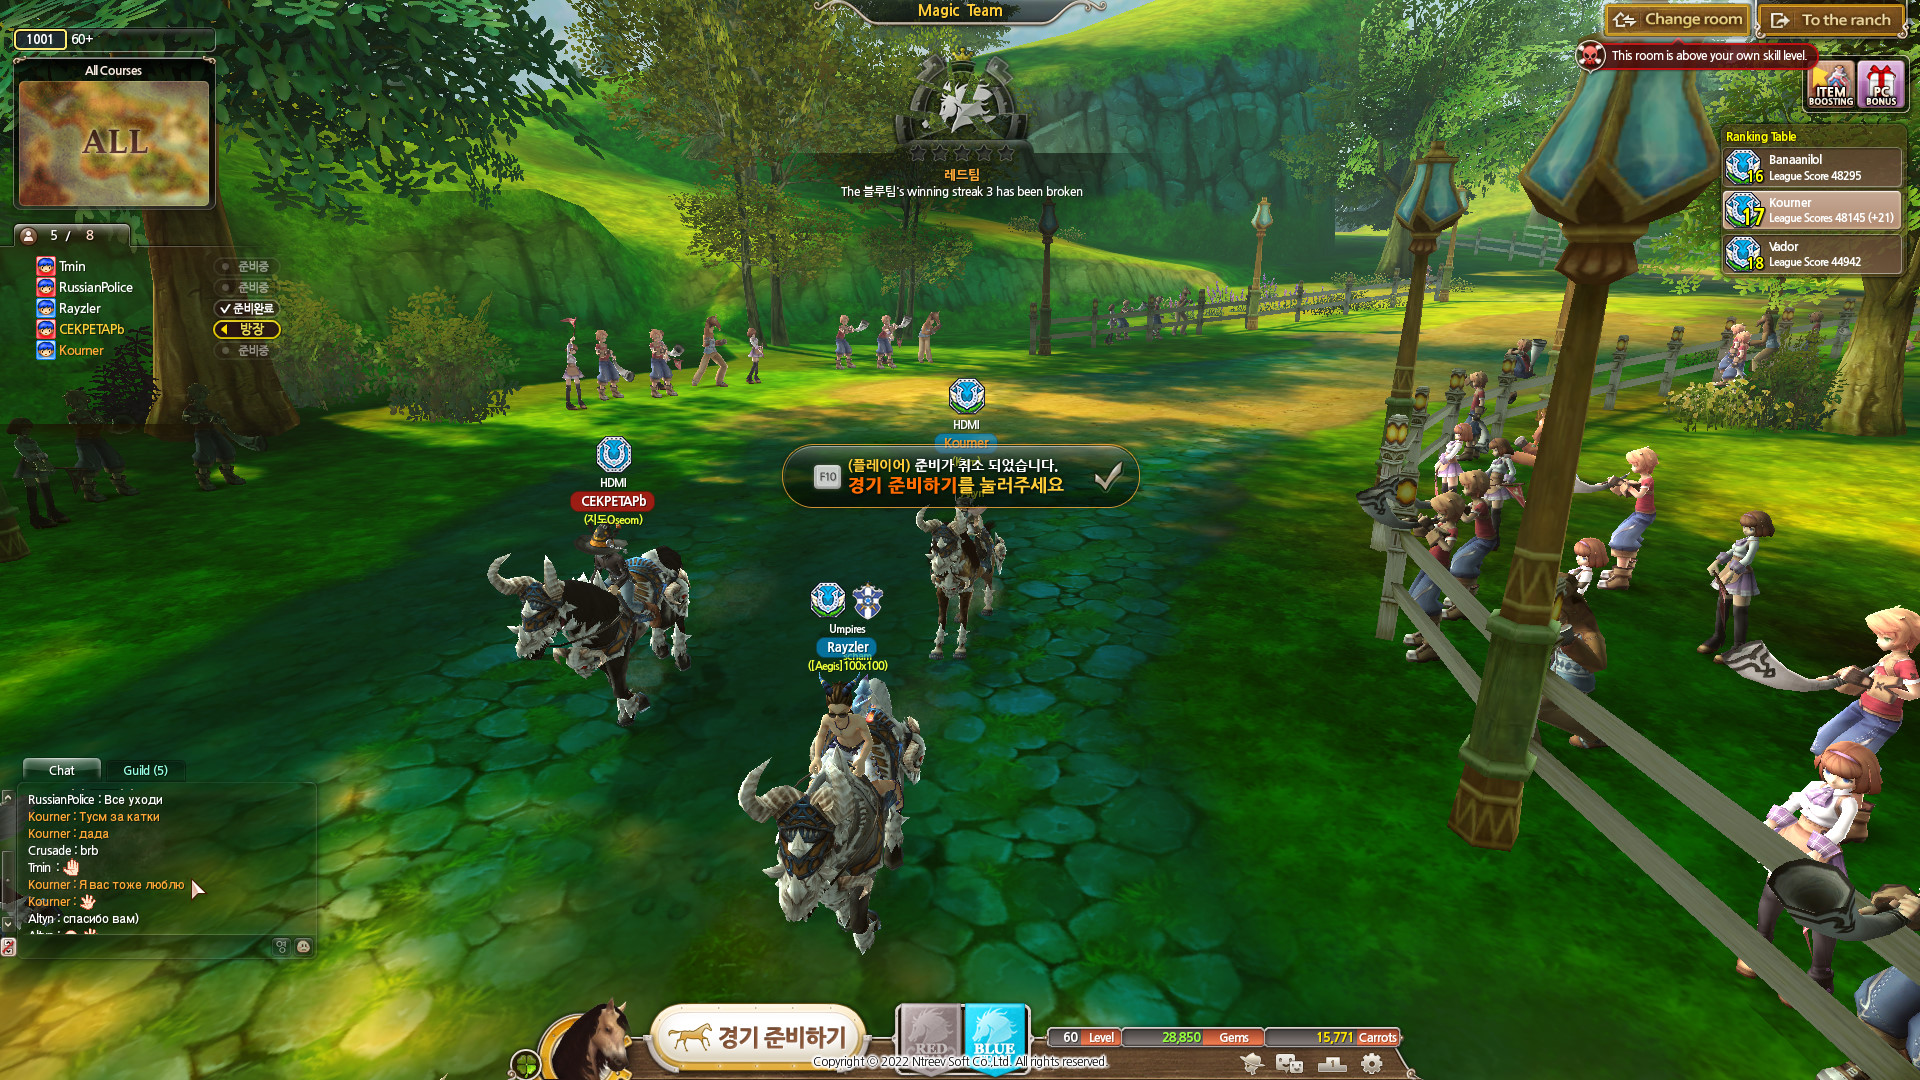 Magic Team
1001 60+
Change room
To the ranch
This room is above your own skill level.
All Courses
ALL
ITEM BOOSTING
PC BONUS
레드팀
The 블루팀's winning streak 3 has been broken
Ranking Table
16 Banaanilol
League Score 48295
17 Kourner
League Scores 48145 (+21)
18 Vador
League Score 44942
5 / 8
Tmin 준비중
RussianPolice 준비중
Rayzler 준비완료
CEKPETAPb 방장
Kourner 준비중
HDMI
Kourner
HDMI
CEKPETAPb
(지도Oseom)
F10 (플레이어) 준비가 취소 되었습니다.
경기 준비하기를 눌러주세요
Umpires
Rayzler
([Aegis]100x100)
Chat Guild (5)
RussianPolice : Все уходи
Kourner : Тусм за катки
Kourner : дада
Crusade : brb
Tmin :
Kourner : Я вас тоже люблю
Kourner :
Altyn : спасибо вам)
Altyn :
경기 준비하기
RED
BLUE
60 Level 28,850 Gems 15,771 Carrots
Copyright © 2022 Ntreev Soft Co.,Ltd. All rights reserved.